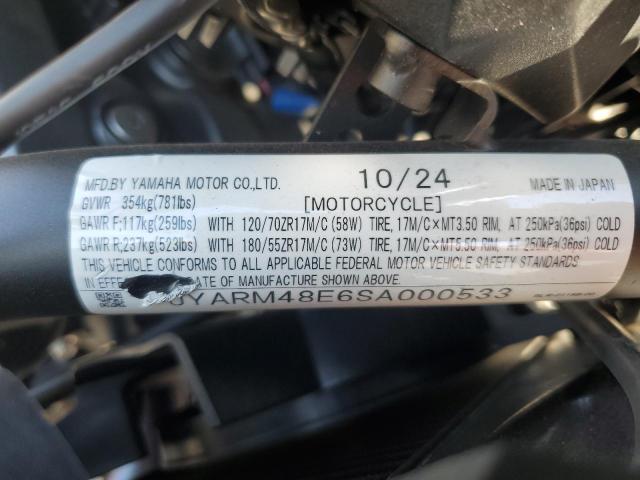 MFD.BY YAMAHA MOTOR CO.,LTD. 10/24 MADE IN JAPAN
GVWR 354kg(781lbs) [MOTORCYCLE]
GAWR F;117kg(259lbs) WITH 120/70ZR17M/C (58W) TIRE, 17M/C×MT3.50 RIM, AT 250kPa(36psi) COLD
GAWR R;237kg(523lbs) WITH 180/55ZR17M/C (73W) TIRE, 17M/C×MT5.50 RIM, AT 250kPa(36psi) COLD
THIS VEHICLE CONFORMS TO ALL APPLICABLE FEDERAL MOTOR VEHICLE SAFETY STANDARDS
IN EFFE DATE OF MANUFACTURE SHOWN ABOVE.
JYARM48E6SA000533